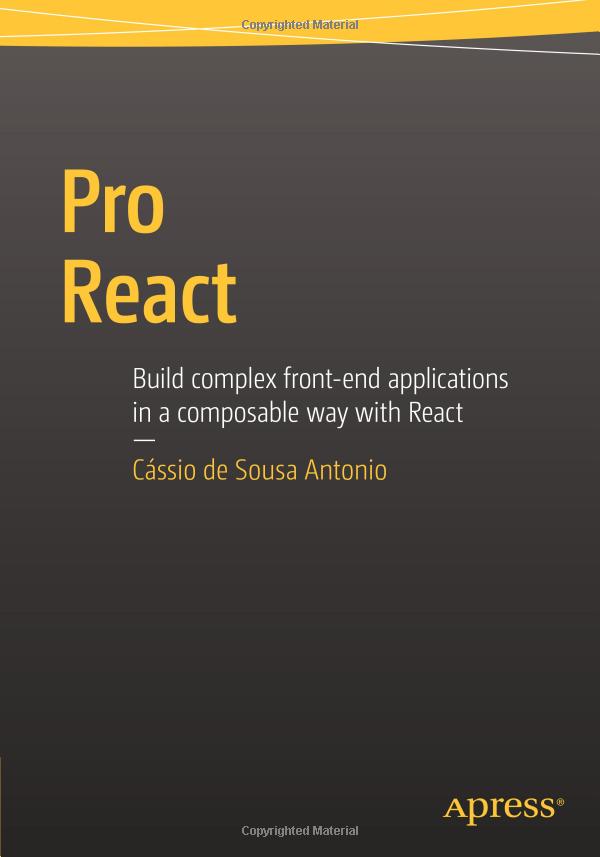 Copyrighted Material
Pro
React
Build complex front-end applications
in a composable way with React
—
Cássio de Sousa Antonio
Apress®
Copyrighted Material